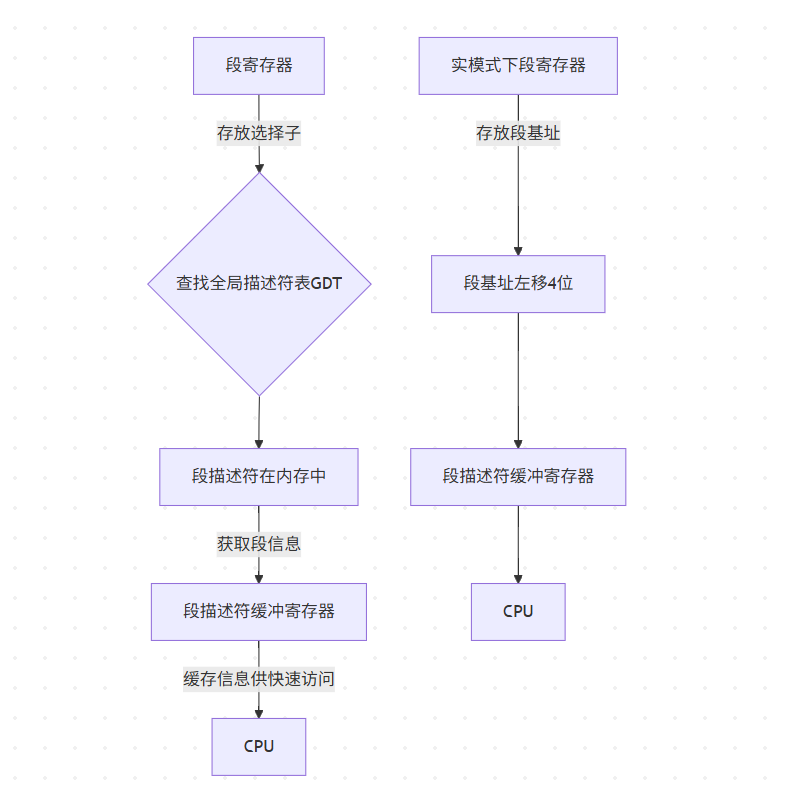 段寄存器
存放选择子
查找全局描述符表GDT
段描述符在内存中
获取段信息
段描述符缓冲寄存器
缓存信息供快速访问
CPU
实模式下段寄存器
存放段基址
段基址左移4位
段描述符缓冲寄存器
CPU